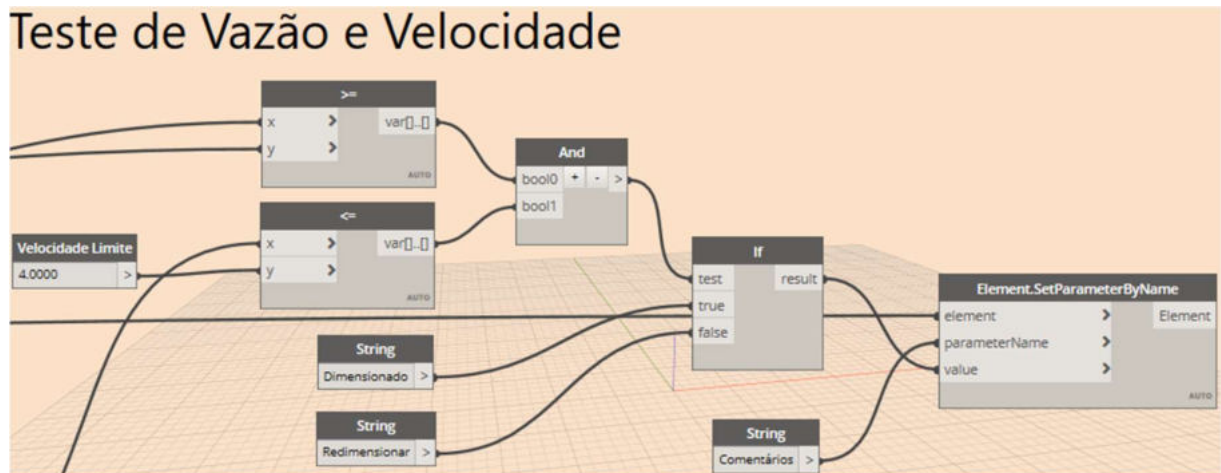 Teste de Vazão e Velocidade
>=
x > var[]..[]
y >
AUTO
And
bool0 + - >
bool1
<=
x > var[]..[]
y >
AUTO
Velocidade Limite
4.0000 >
If
test result
true
false
Element.SetParameterByName
element > Element
parameterName >
value >
AUTO
String
Dimensionado >
String
Redimensionar >
String
Comentários >